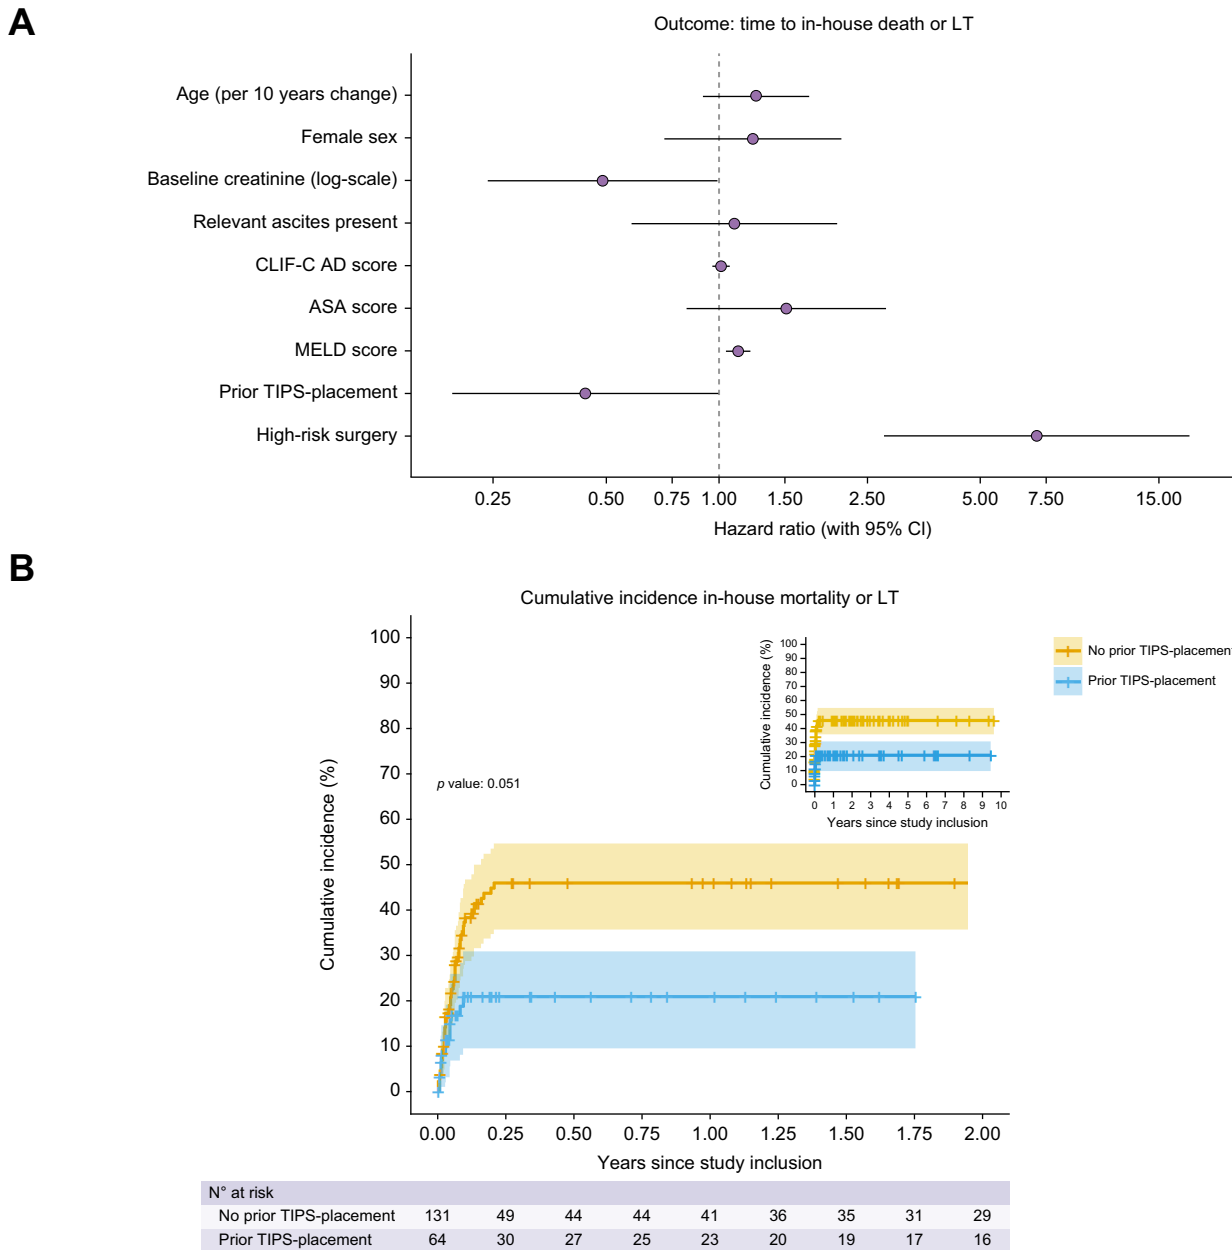 A
Outcome: time to in-house death or LT
Age (per 10 years change)
Female sex
Baseline creatinine (log-scale)
Relevant ascites present
CLIF-C AD score
ASA score
MELD score
Prior TIPS-placement
High-risk surgery
0.25 0.50 0.75 1.00 1.50 2.50 5.00 7.50 15.00
Hazard ratio (with 95% CI)
B
Cumulative incidence in-house mortality or LT
100
90
80
70
60
50
40
30
20
10
0
Cumulative incidence (%)
p value: 0.051
100
90
80
70
60
50
40
30
20
10
0
Cumulative incidence (%)
0 1 2 3 4 5 6 7 8 9 10
Years since study inclusion
No prior TIPS-placement
Prior TIPS-placement
0.00 0.25 0.50 0.75 1.00 1.25 1.50 1.75 2.00
Years since study inclusion
N° at risk
No prior TIPS-placement 131 49 44 44 41 36 35 31 29
Prior TIPS-placement 64 30 27 25 23 20 19 17 16